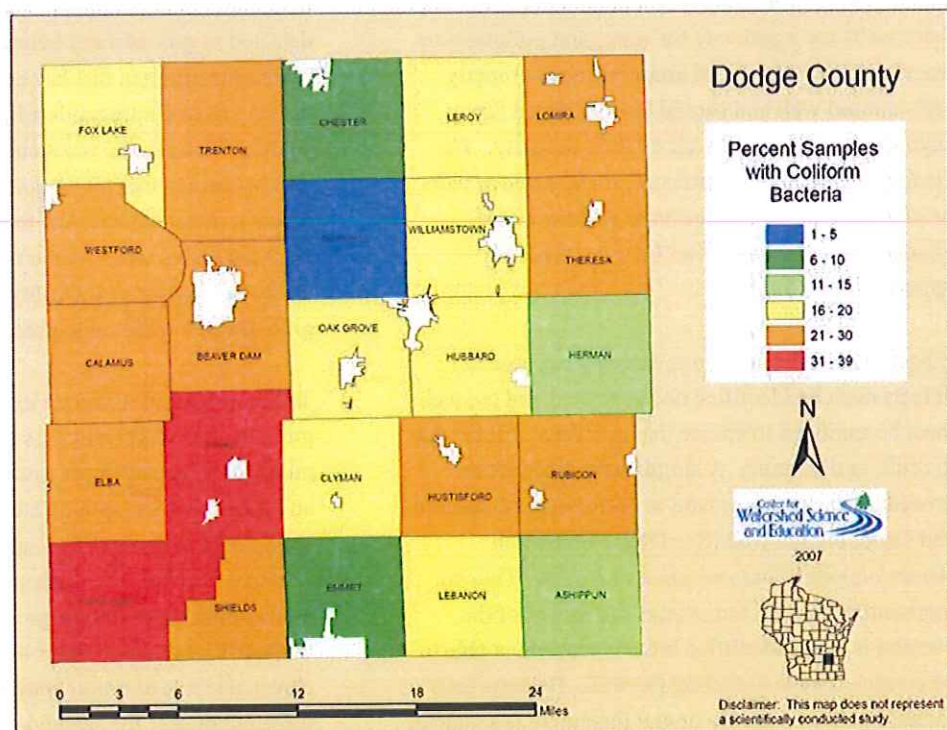 Dodge County
Percent Samples
with Coliform
Bacteria
1 - 5
6 - 10
11 - 15
16 - 20
21 - 30
31 - 39
N
Center for
Watershed Science
and Education
2007
FOX LAKE
TRENTON
CHESTER
LEROY
LOMIRA
WESTFORD
WILLIAMSTOWN
THERESA
CALAMUS
BEAVER DAM
OAK GROVE
HUBBARD
HERMAN
ELBA
CLYMAN
HUSTISFORD
RUBICON
SHIELDS
EMMET
LEBANON
ASHIPPUN
0 3 6 12 18 24
Miles
Disclaimer: This map does not represent
a scientifically conducted study.